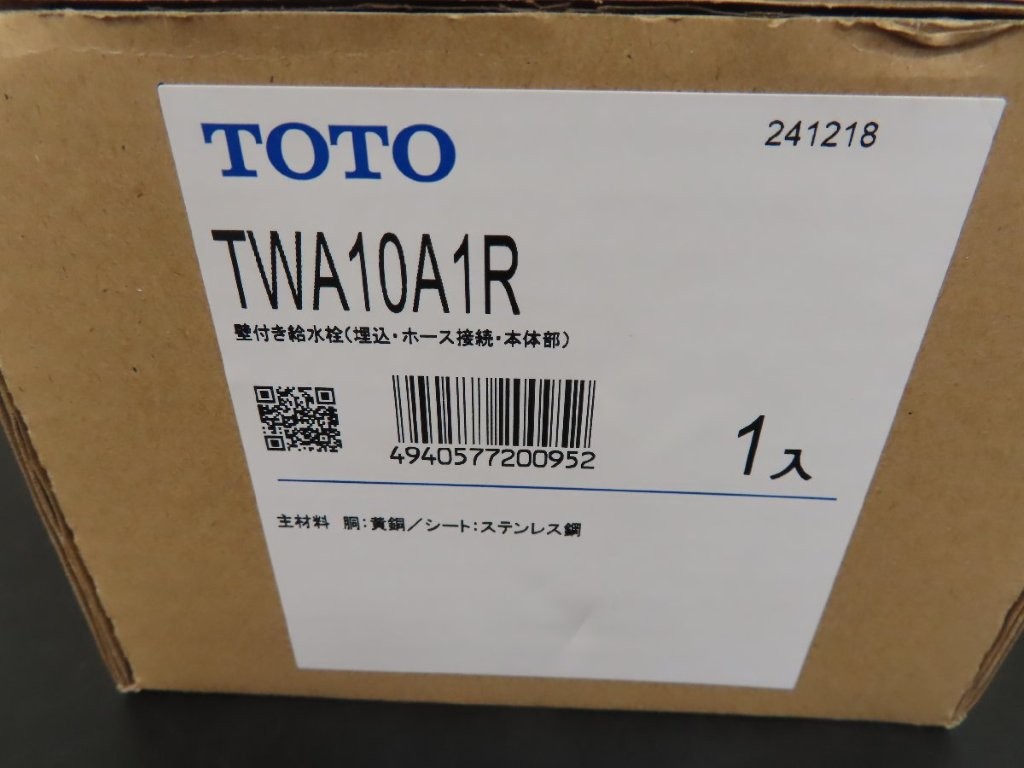 TOTO
241218
TWA10A1R
壁付き給水栓(埋込・ホース接続・本体部)
4940577200952
1入
主材料 胴:黄銅/シート:ステンレス鋼